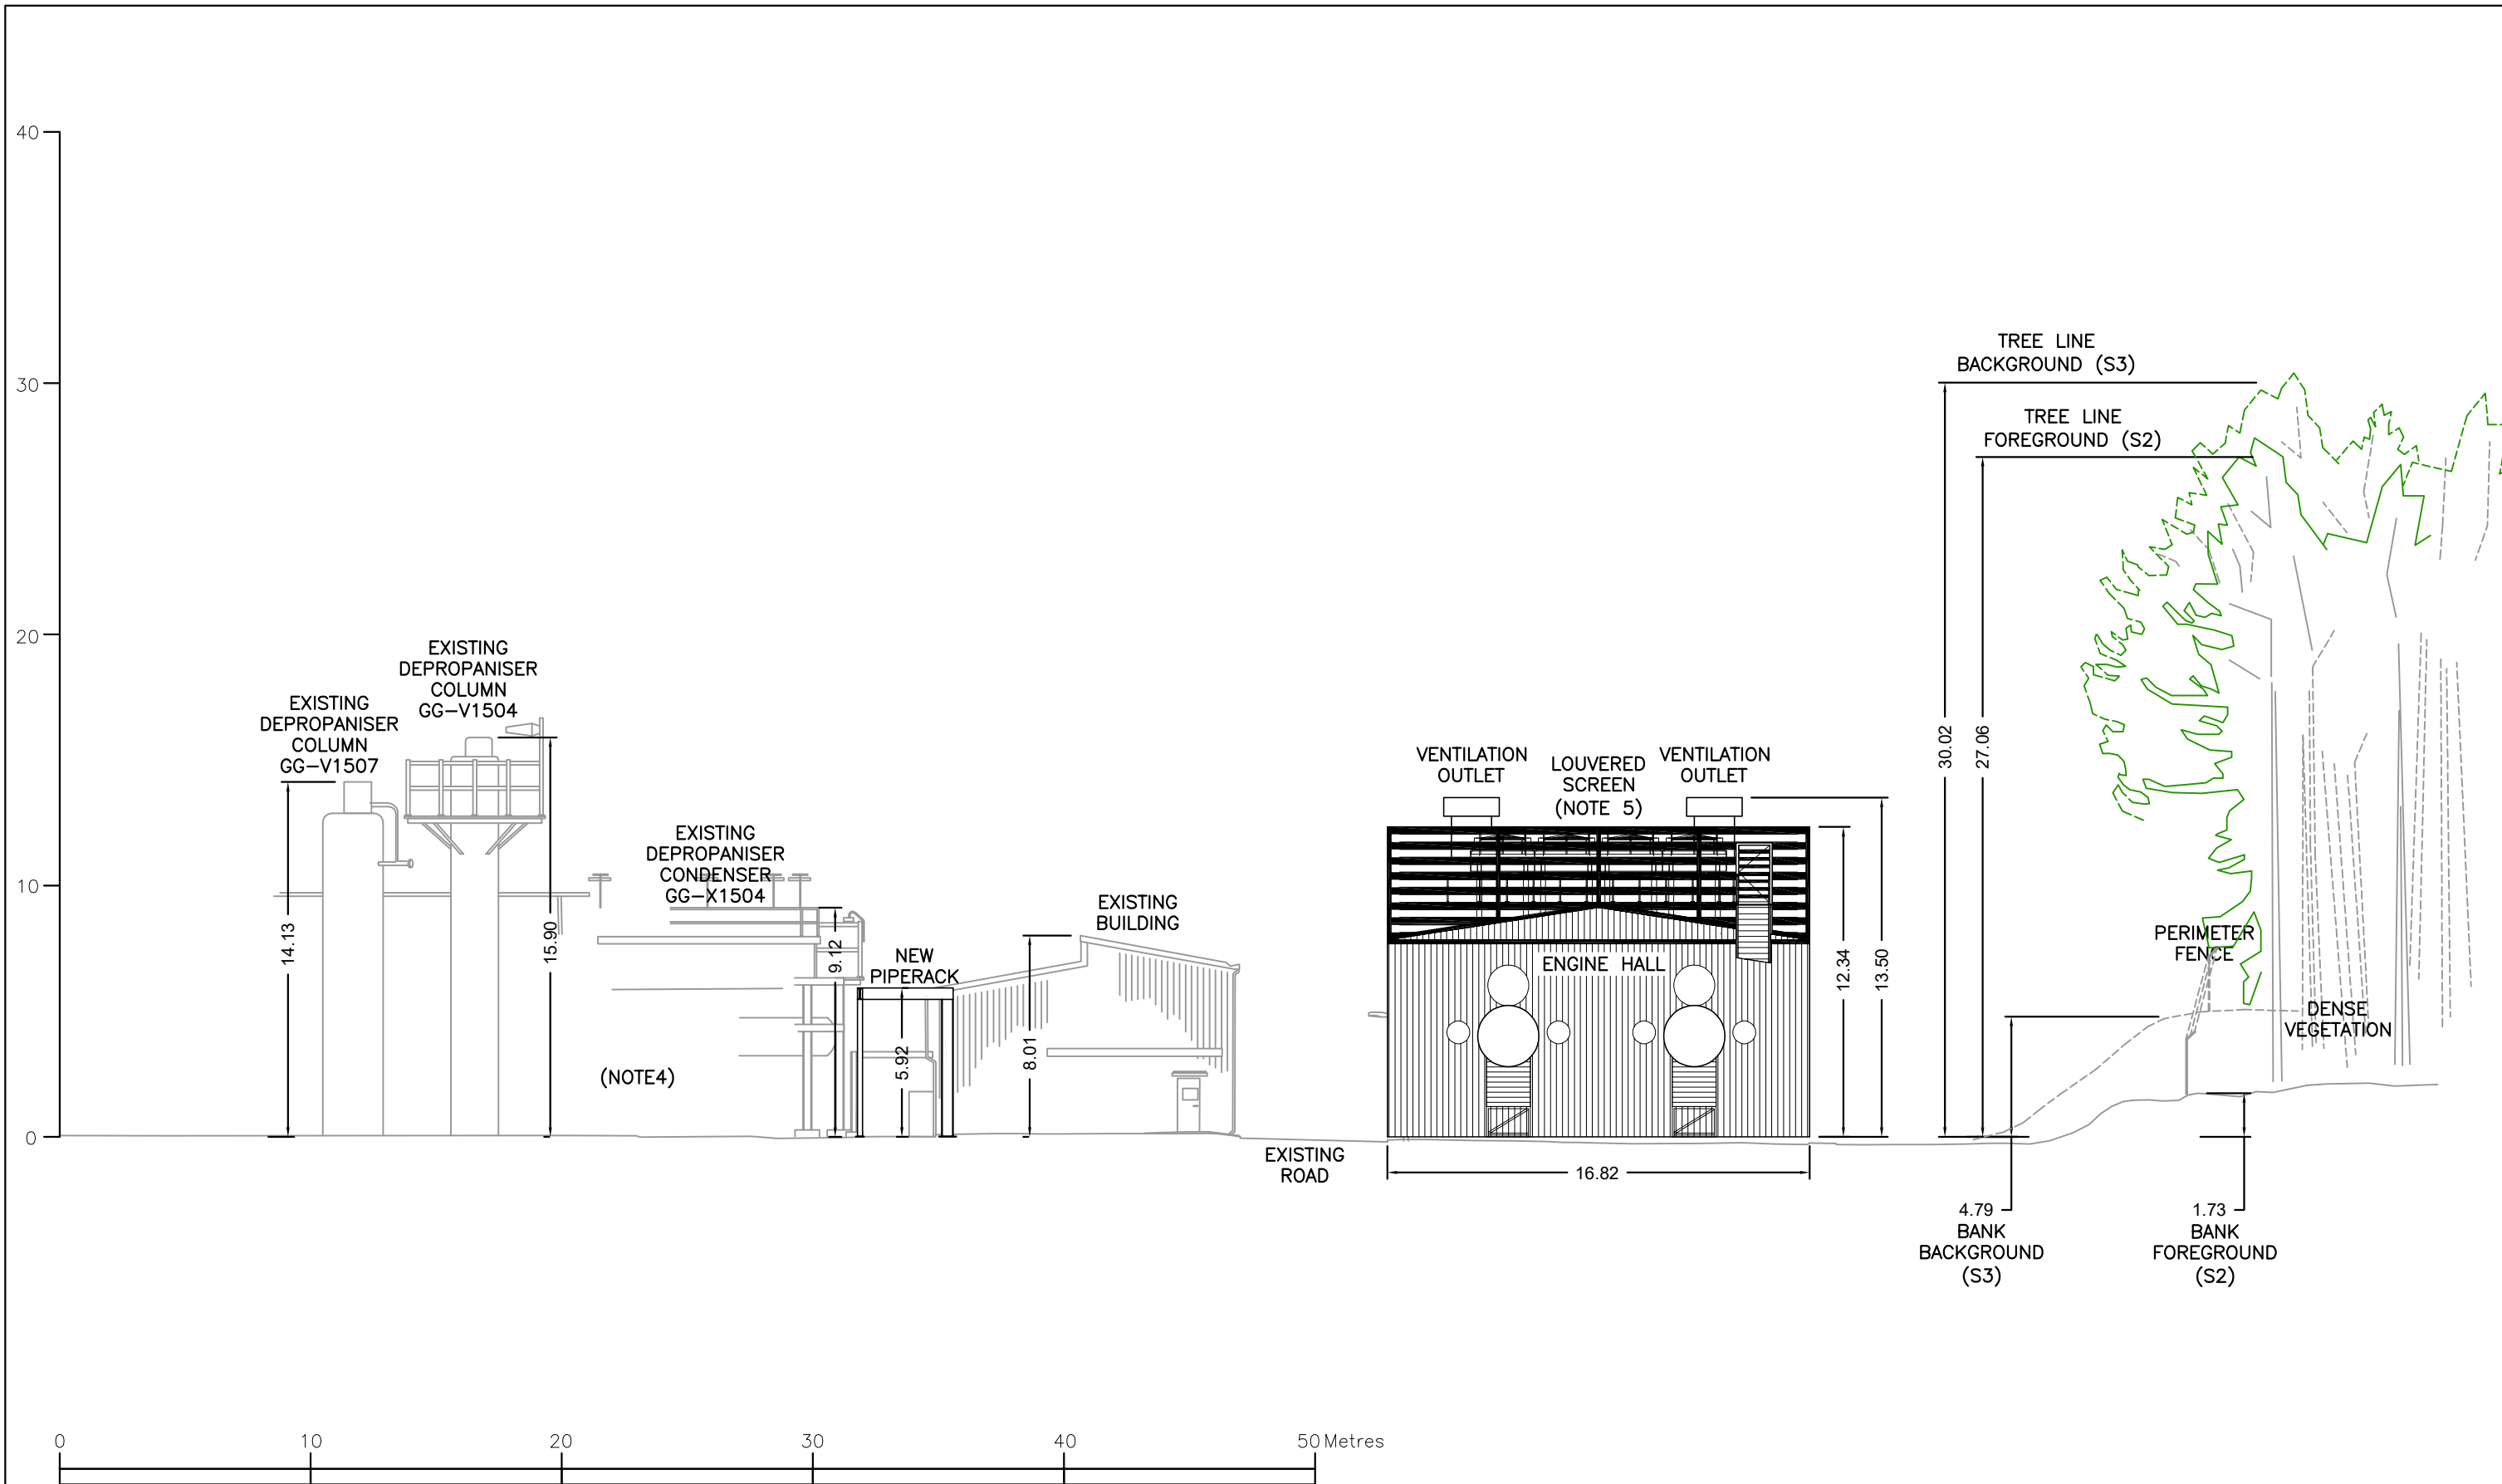 40
30
20
10
0
TREE LINE
BACKGROUND (S3)
TREE LINE
FOREGROUND (S2)
30.02
27.06
EXISTING
DEPROPANISER
COLUMN
GG-V1504
EXISTING
DEPROPANISER
COLUMN
GG-V1507
14.13
15.90
EXISTING
DEPROPANISER
CONDENSER
GG-X1504
9.12
(NOTE4)
NEW
PIPERACK
5.92
EXISTING
BUILDING
8.01
VENTILATION
OUTLET
LOUVERED
SCREEN
(NOTE 5)
VENTILATION
OUTLET
ENGINE HALL
12.34
13.50
16.82
EXISTING
ROAD
PERIMETER
FENCE
DENSE
VEGETATION
4.79
BANK
BACKGROUND
(S3)
1.73
BANK
FOREGROUND
(S2)
0
10
20
30
40
50 Metres